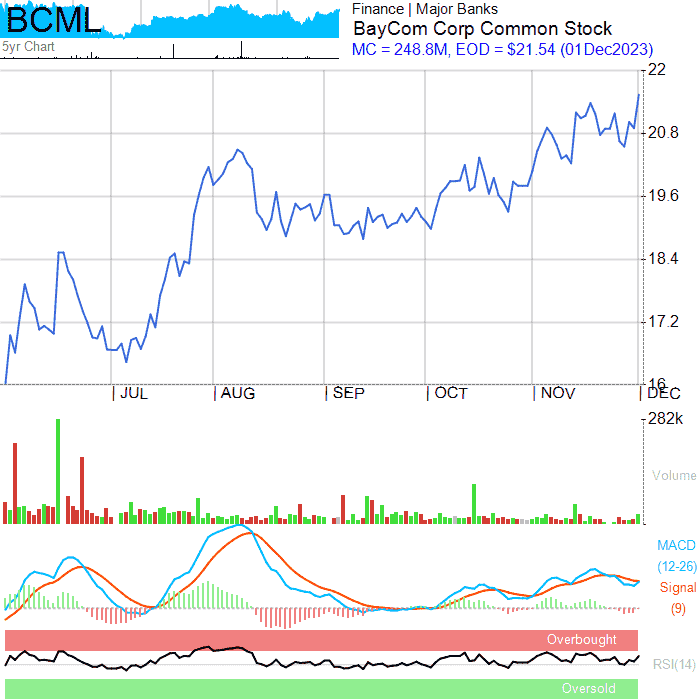 BCML
5yr Chart
Finance | Major Banks
BayCom Corp Common Stock
MC = 248.8M, EOD = $21.54 (01Dec2023)
22
20.8
19.6
18.4
17.2
16
JUL
AUG
SEP
OCT
NOV
DEC
282k
Volume
MACD
(12-26)
Signal
(9)
Overbought
RSI(14)
Oversold